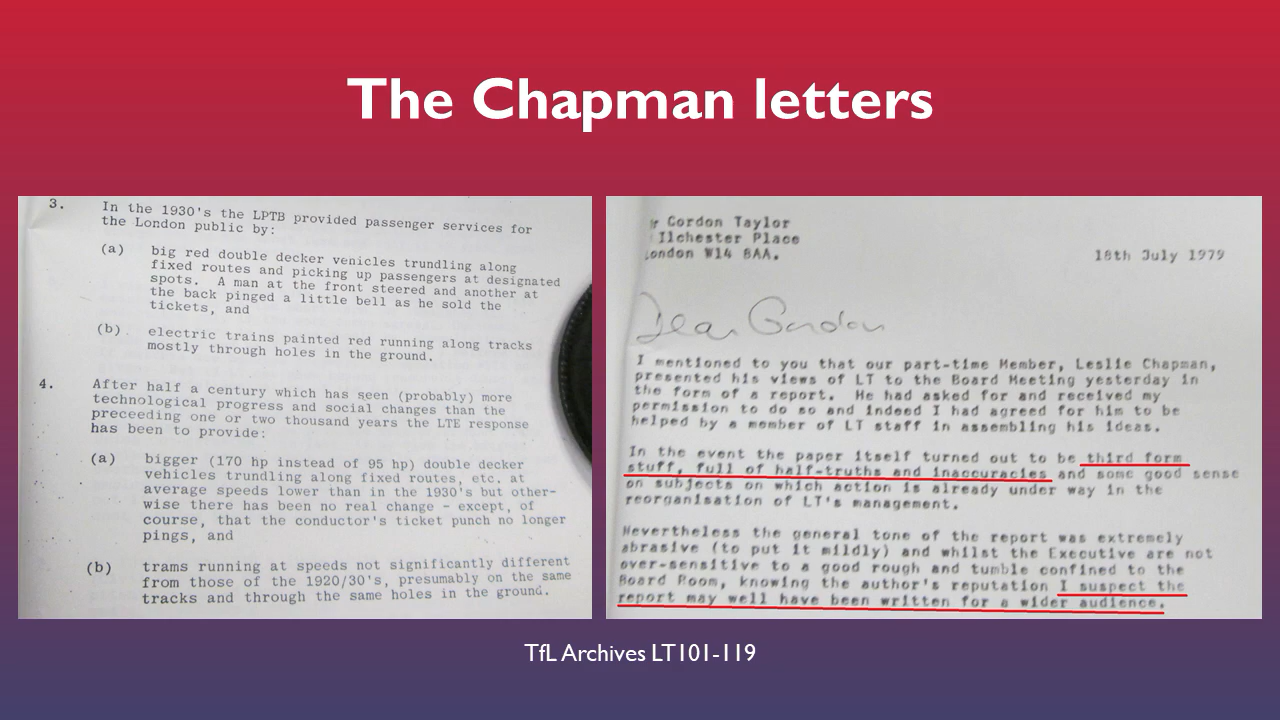 The Chapman letters
3.
In the 1930's the LPTB provided passenger services for
the London public by:
(a)
big red double decker venicles trundling along
fixed routes and picking up passengers at designated
spots. A man at the front steered and another at
the back pinged a little bell as he sold the
tickets, and
(b)
electric trains painted red running along tracks
mostly through holes in the ground.
4.
After half a century which has seen (probably) more
technological progress and social changes than the
preceeding one or two thousand years the LTE response
has been to provide:
(a)
bigger (170 hp instead of 95 hp) double decker
vehicles trundling along fixed routes, etc. at
average speeds lower than in the 1930's but other-
wise there has been no real change - except, of
course, that the conductor's ticket punch no longer
pings, and
(b)
trams running at speeds not significantly different
from those of the 1920/30's, presumably on the same
tracks and through the same holes in the ground.
r Gordon Taylor
Ilchester Place
ondon W14 8AA.
18th July 1979
Dear Gordon
I mentioned to you that our part-time Member, Leslie Chapman,
presented his views of LT to the Board Meeting yesterday in
the form of a report. He had asked for and received my
permission to do so and indeed I had agreed for him to be
helped by a member of LT staff in assembling his ideas.
In the event the paper itself turned out to be third form
stuff, full of half-truths and inaccuracies and some good sense
on subjects on which action is already under way in the
reorganisation of LT's management.
Nevertheless the general tone of the report was extremely
abrasive (to put it mildly) and whilst the Executive are not
over-sensitive to a good rough and tumble confined to the
Board Room, knowing the author's reputation I suspect the
report may well have been written for a wider audience.
TfL Archives LT101-119